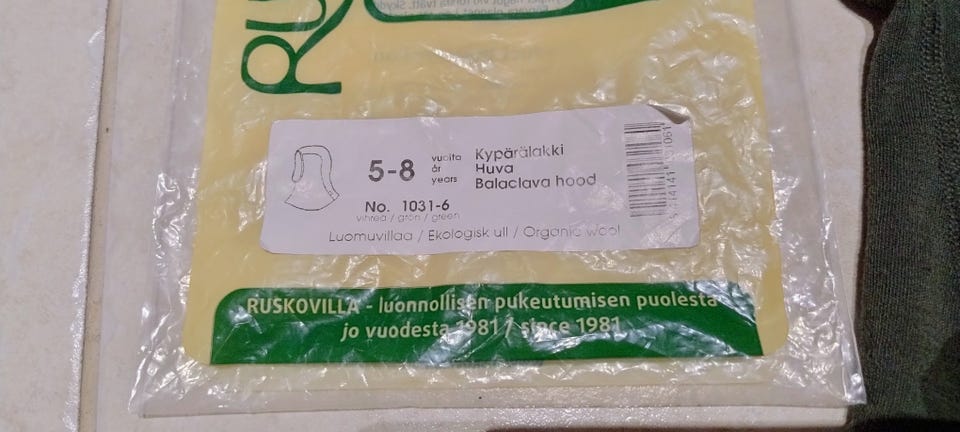 RU
5-8
vuotta
år
years
Kypärälakki
Huva
Balaclava hood
No. 1031-6
vihreä / grön / green
Luomuvillaa / Ekologisk ull / Organic wool
RUSKOVILLA - luonnollisen pukeutumisen puolesta
jo vuodesta 1981 / since 1981